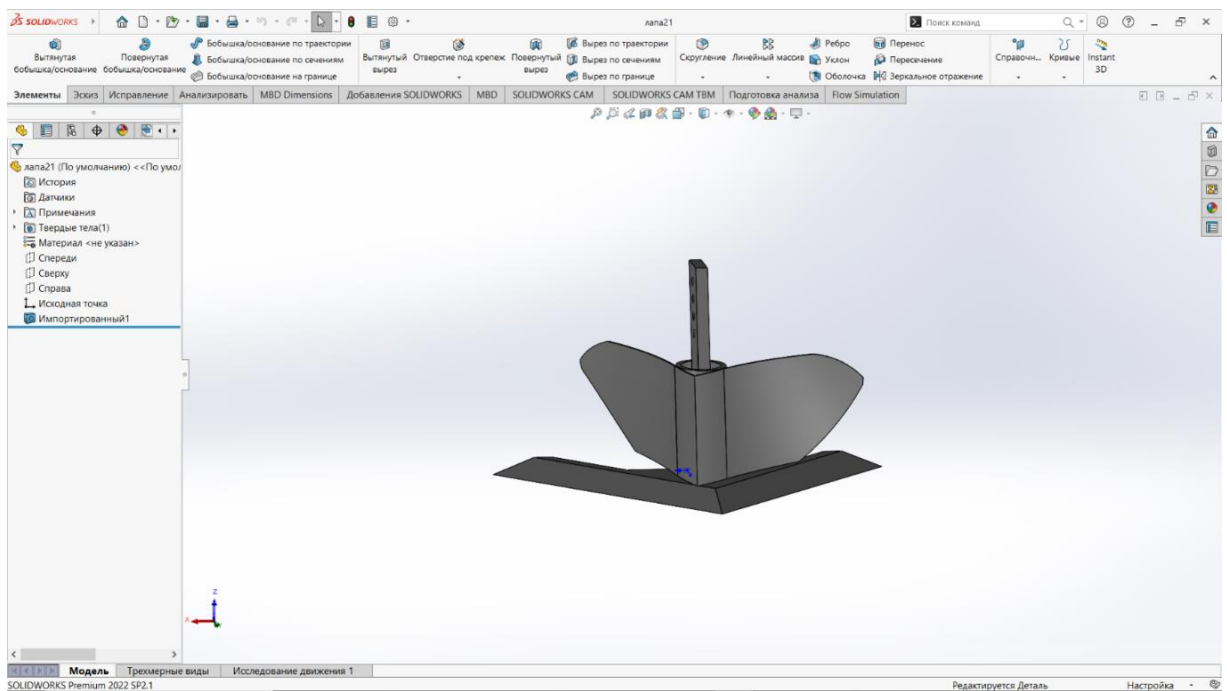 SOLIDWORKS
лапа21
Поиск команд
Вытянутая бобышка/основание
Повернутая бобышка/основание
Бобышка/основание по траектории
Бобышка/основание по сечениям
Бобышка/основание на границе
Вытянутый вырез
Отверстие под крепеж
Повернутый вырез
Вырез по траектории
Вырез по сечениям
Вырез по границе
Скругление
Линейный массив
Ребро
Уклон
Оболочка
Перенос
Пересечение
Зеркальное отражение
Справочн...
Кривые
Instant 3D
Элементы Эскиз Исправление Анализировать MBD Dimensions Добавления SOLIDWORKS MBD SOLIDWORKS CAM SOLIDWORKS CAM TBM Подготовка анализа Flow Simulation
лапа21 (По умолчанию) <<По умол
История
Датчики
Примечания
Твердые тела(1)
Материал <не указан>
Спереди
Сверху
Справа
Исходная точка
Импортированный1
z
x
Модель Трехмерные виды Исследование движения 1
SOLIDWORKS Premium 2022 SP2.1
Редактируется Деталь
Настройка